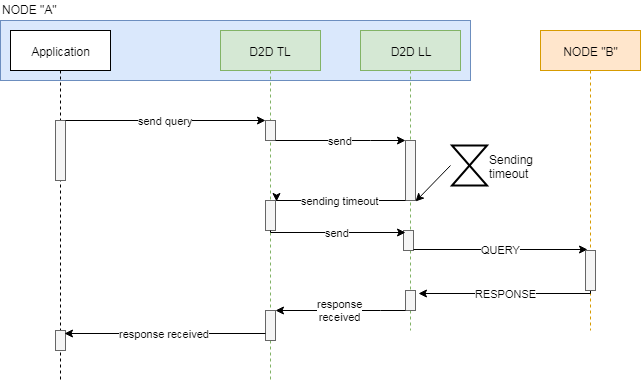 NODE "A"
Application
D2D TL
D2D LL
NODE "B"
send query
send
Sending
timeout
sending timeout
send
QUERY
RESPONSE
response
received
response received